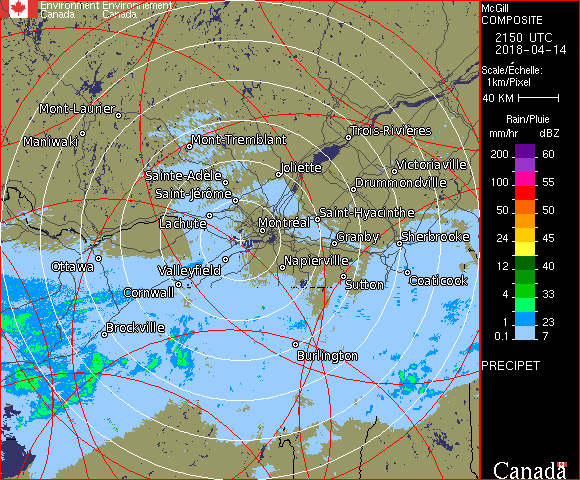 Environment Environnement
Canada Canada
McGill
COMPOSITE
2150 UTC
2018-04-14
Scale/Échelle:
1km/Pixel
40 KM
Rain/Pluie
mm/hr dBZ
200 60
100 55
50 50
24 45
12 40
4 33
1 23
0.1 7
PRECIPET
Canada
Mont-Laurier
Maniwaki
Mont-Tremblant
Trois-Rivières
Sainte-Adèle
Joliette
Victoriaville
Saint-Jérôme
Drummondville
Lachute
Montréal
Saint-Hyacinthe
Granby
Sherbrooke
Ottawa
Valleyfield
Napierville
Cornwall
Sutton
Coaticook
Brockville
Burlington